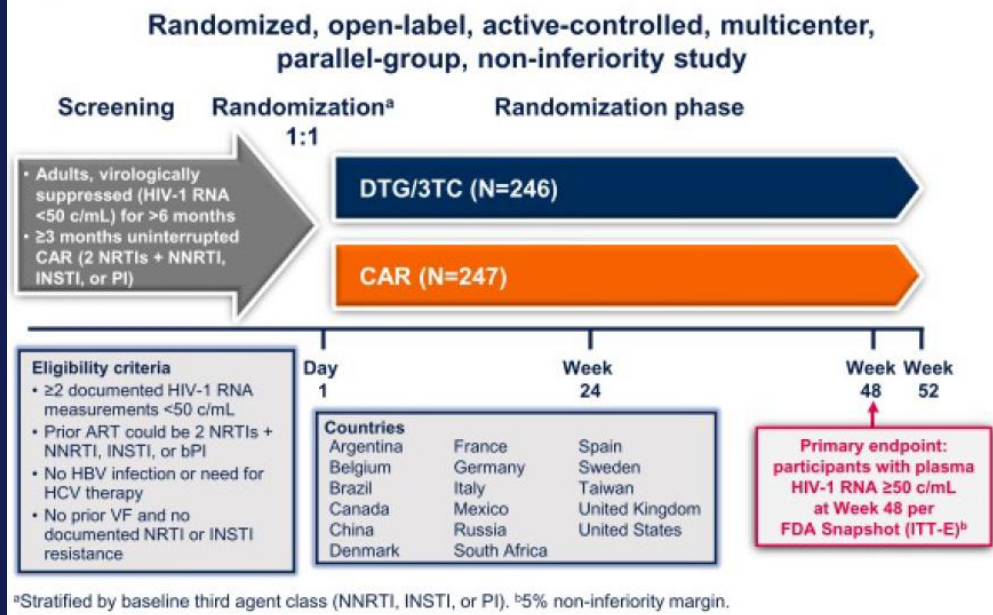 Randomized, open-label, active-controlled, multicenter,
parallel-group, non-inferiority study
Screening
Randomizationᵃ
1:1
Randomization phase
• Adults, virologically
suppressed (HIV-1 RNA
<50 c/mL) for >6 months
• ≥3 months uninterrupted
CAR (2 NRTIs + NNRTI,
INSTI, or PI)
DTG/3TC (N=246)
CAR (N=247)
Day
1
Week
24
Week
48
Week
52
Eligibility criteria
• ≥2 documented HIV-1 RNA
measurements <50 c/mL
• Prior ART could be 2 NRTIs +
NNRTI, INSTI, or bPI
• No HBV infection or need for
HCV therapy
• No prior VF and no
documented NRTI or INSTI
resistance
Countries
Argentina France Spain
Belgium Germany Sweden
Brazil Italy Taiwan
Canada Mexico United Kingdom
China Russia United States
Denmark South Africa
Primary endpoint:
participants with plasma
HIV-1 RNA ≥50 c/mL
at Week 48 per
FDA Snapshot (ITT-E)ᵇ
ᵃStratified by baseline third agent class (NNRTI, INSTI, or PI). ᵇ5% non-inferiority margin.